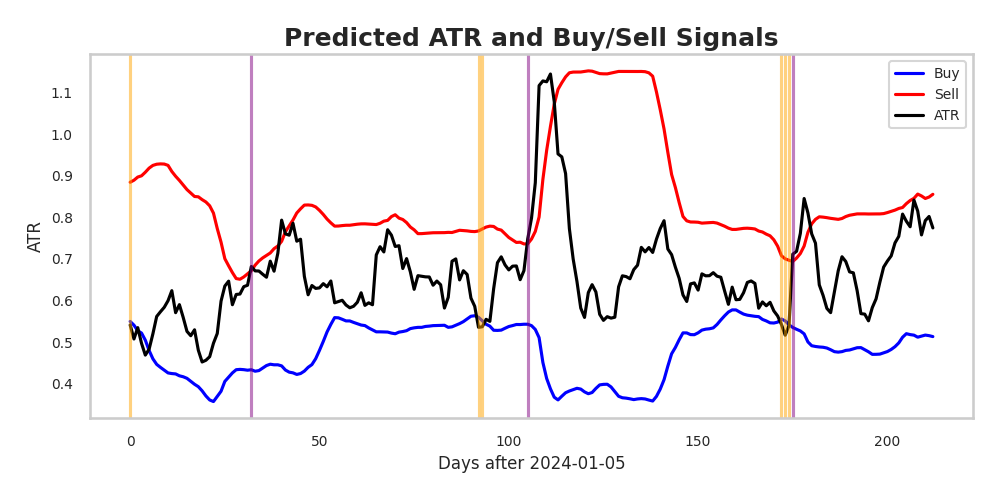 Predicted ATR and Buy/Sell Signals
Buy
Sell
ATR
1.1
1.0
0.9
0.8
0.7
0.6
0.5
0.4
ATR
0
50
100
150
200
Days after 2024-01-05